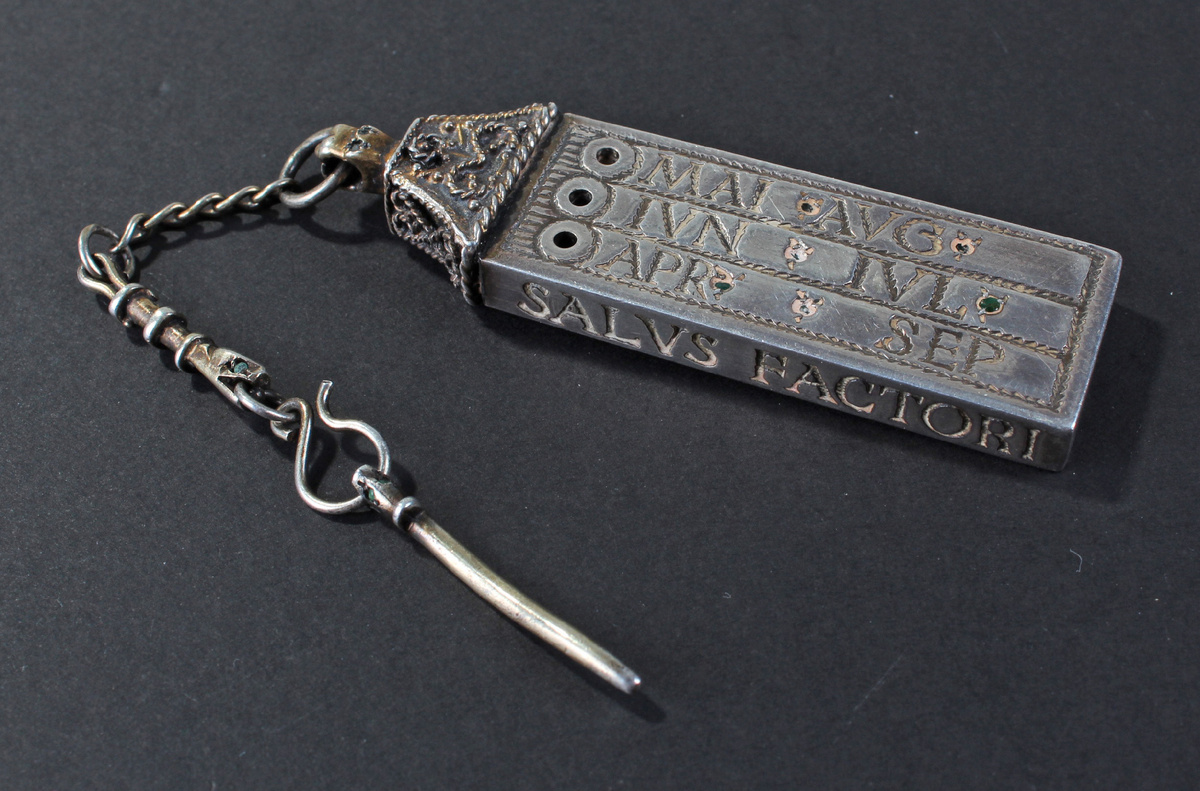 MAI AVG
IVN IVL
APR SEP
SALVS FACTORI